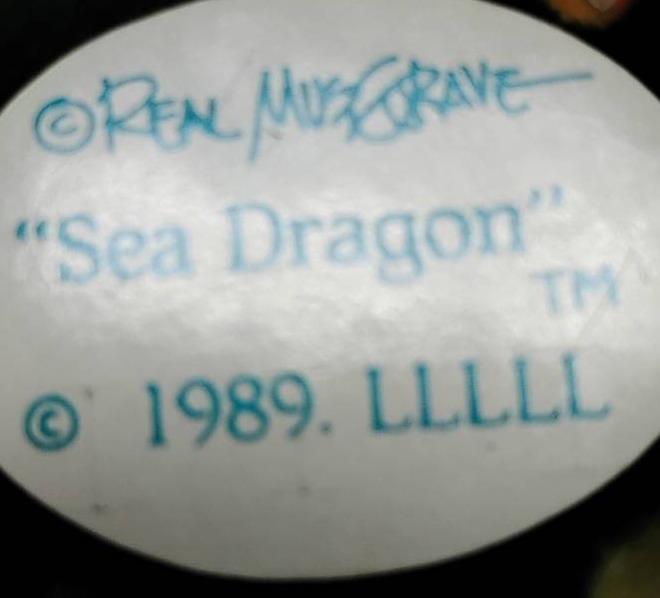 © REAL MUSGRAVE
“Sea Dragon”
TM
© 1989. LLLLL